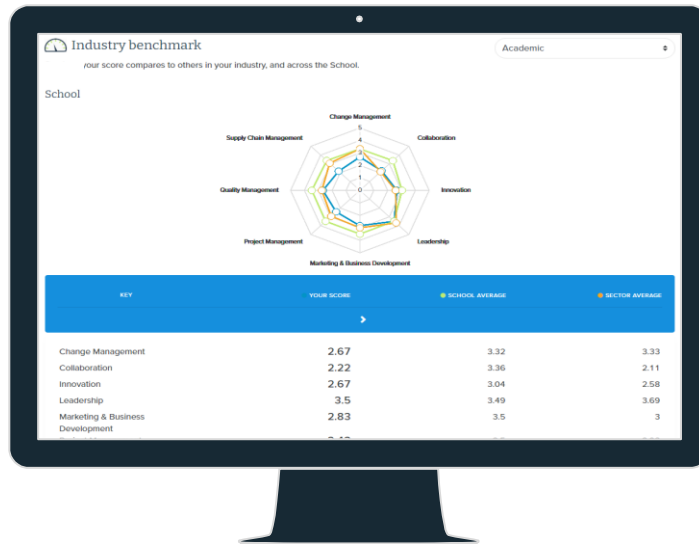 Industry benchmark
Academic
your score compares to others in your industry, and across the School.
School
Change Management
5
4
3
2
1
0
Supply Chain Management
Collaboration
Quality Management
Innovation
Project Management
Leadership
Marketing & Business Development
KEY YOUR SCORE SCHOOL AVERAGE SECTOR AVERAGE
Change Management 2.67 3.32 3.33
Collaboration 2.22 3.36 2.11
Innovation 2.67 3.04 2.58
Leadership 3.5 3.49 3.69
Marketing & Business 2.83 3.5 3
Development